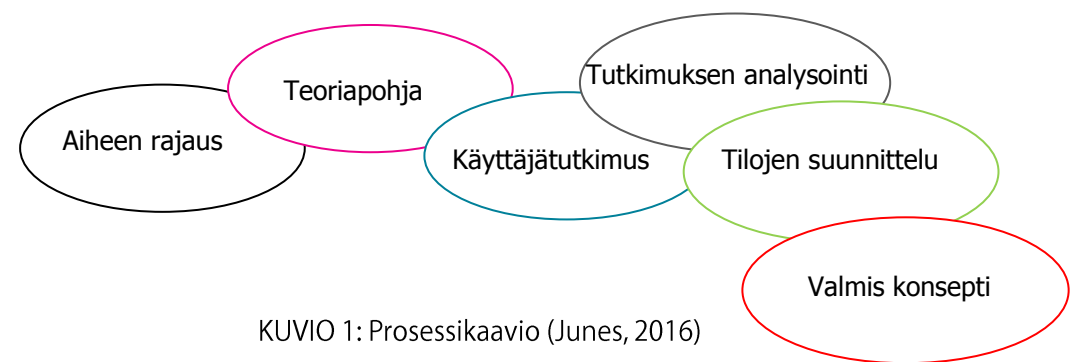 Aiheen rajaus
Teoriapohja
Käyttäjätutkimus
Tutkimuksen analysointi
Tilojen suunnittelu
Valmis konsepti
KUVIO 1: Prosessikaavio (Junes, 2016)